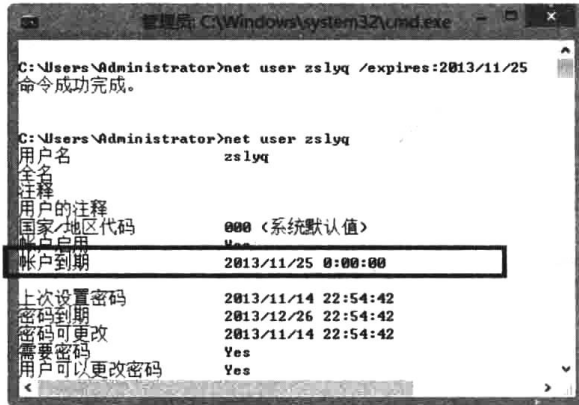 管理员: C:\Windows\system32\cmd.exe
C:\Users\Administrator>net user zslyq /expires:2013/11/25
命令成功完成。
C:\Users\Administrator>net user zslyq
用户名 zslyq
全名
注释
用户的注释
国家/地区代码 000 (系统默认值)
帐户启用 Yes
帐户到期 2013/11/25 0:00:00
上次设置密码 2013/11/14 22:54:42
密码到期 2013/12/26 22:54:42
密码可更改 2013/11/14 22:54:42
需要密码 Yes
用户可以更改密码 Yes